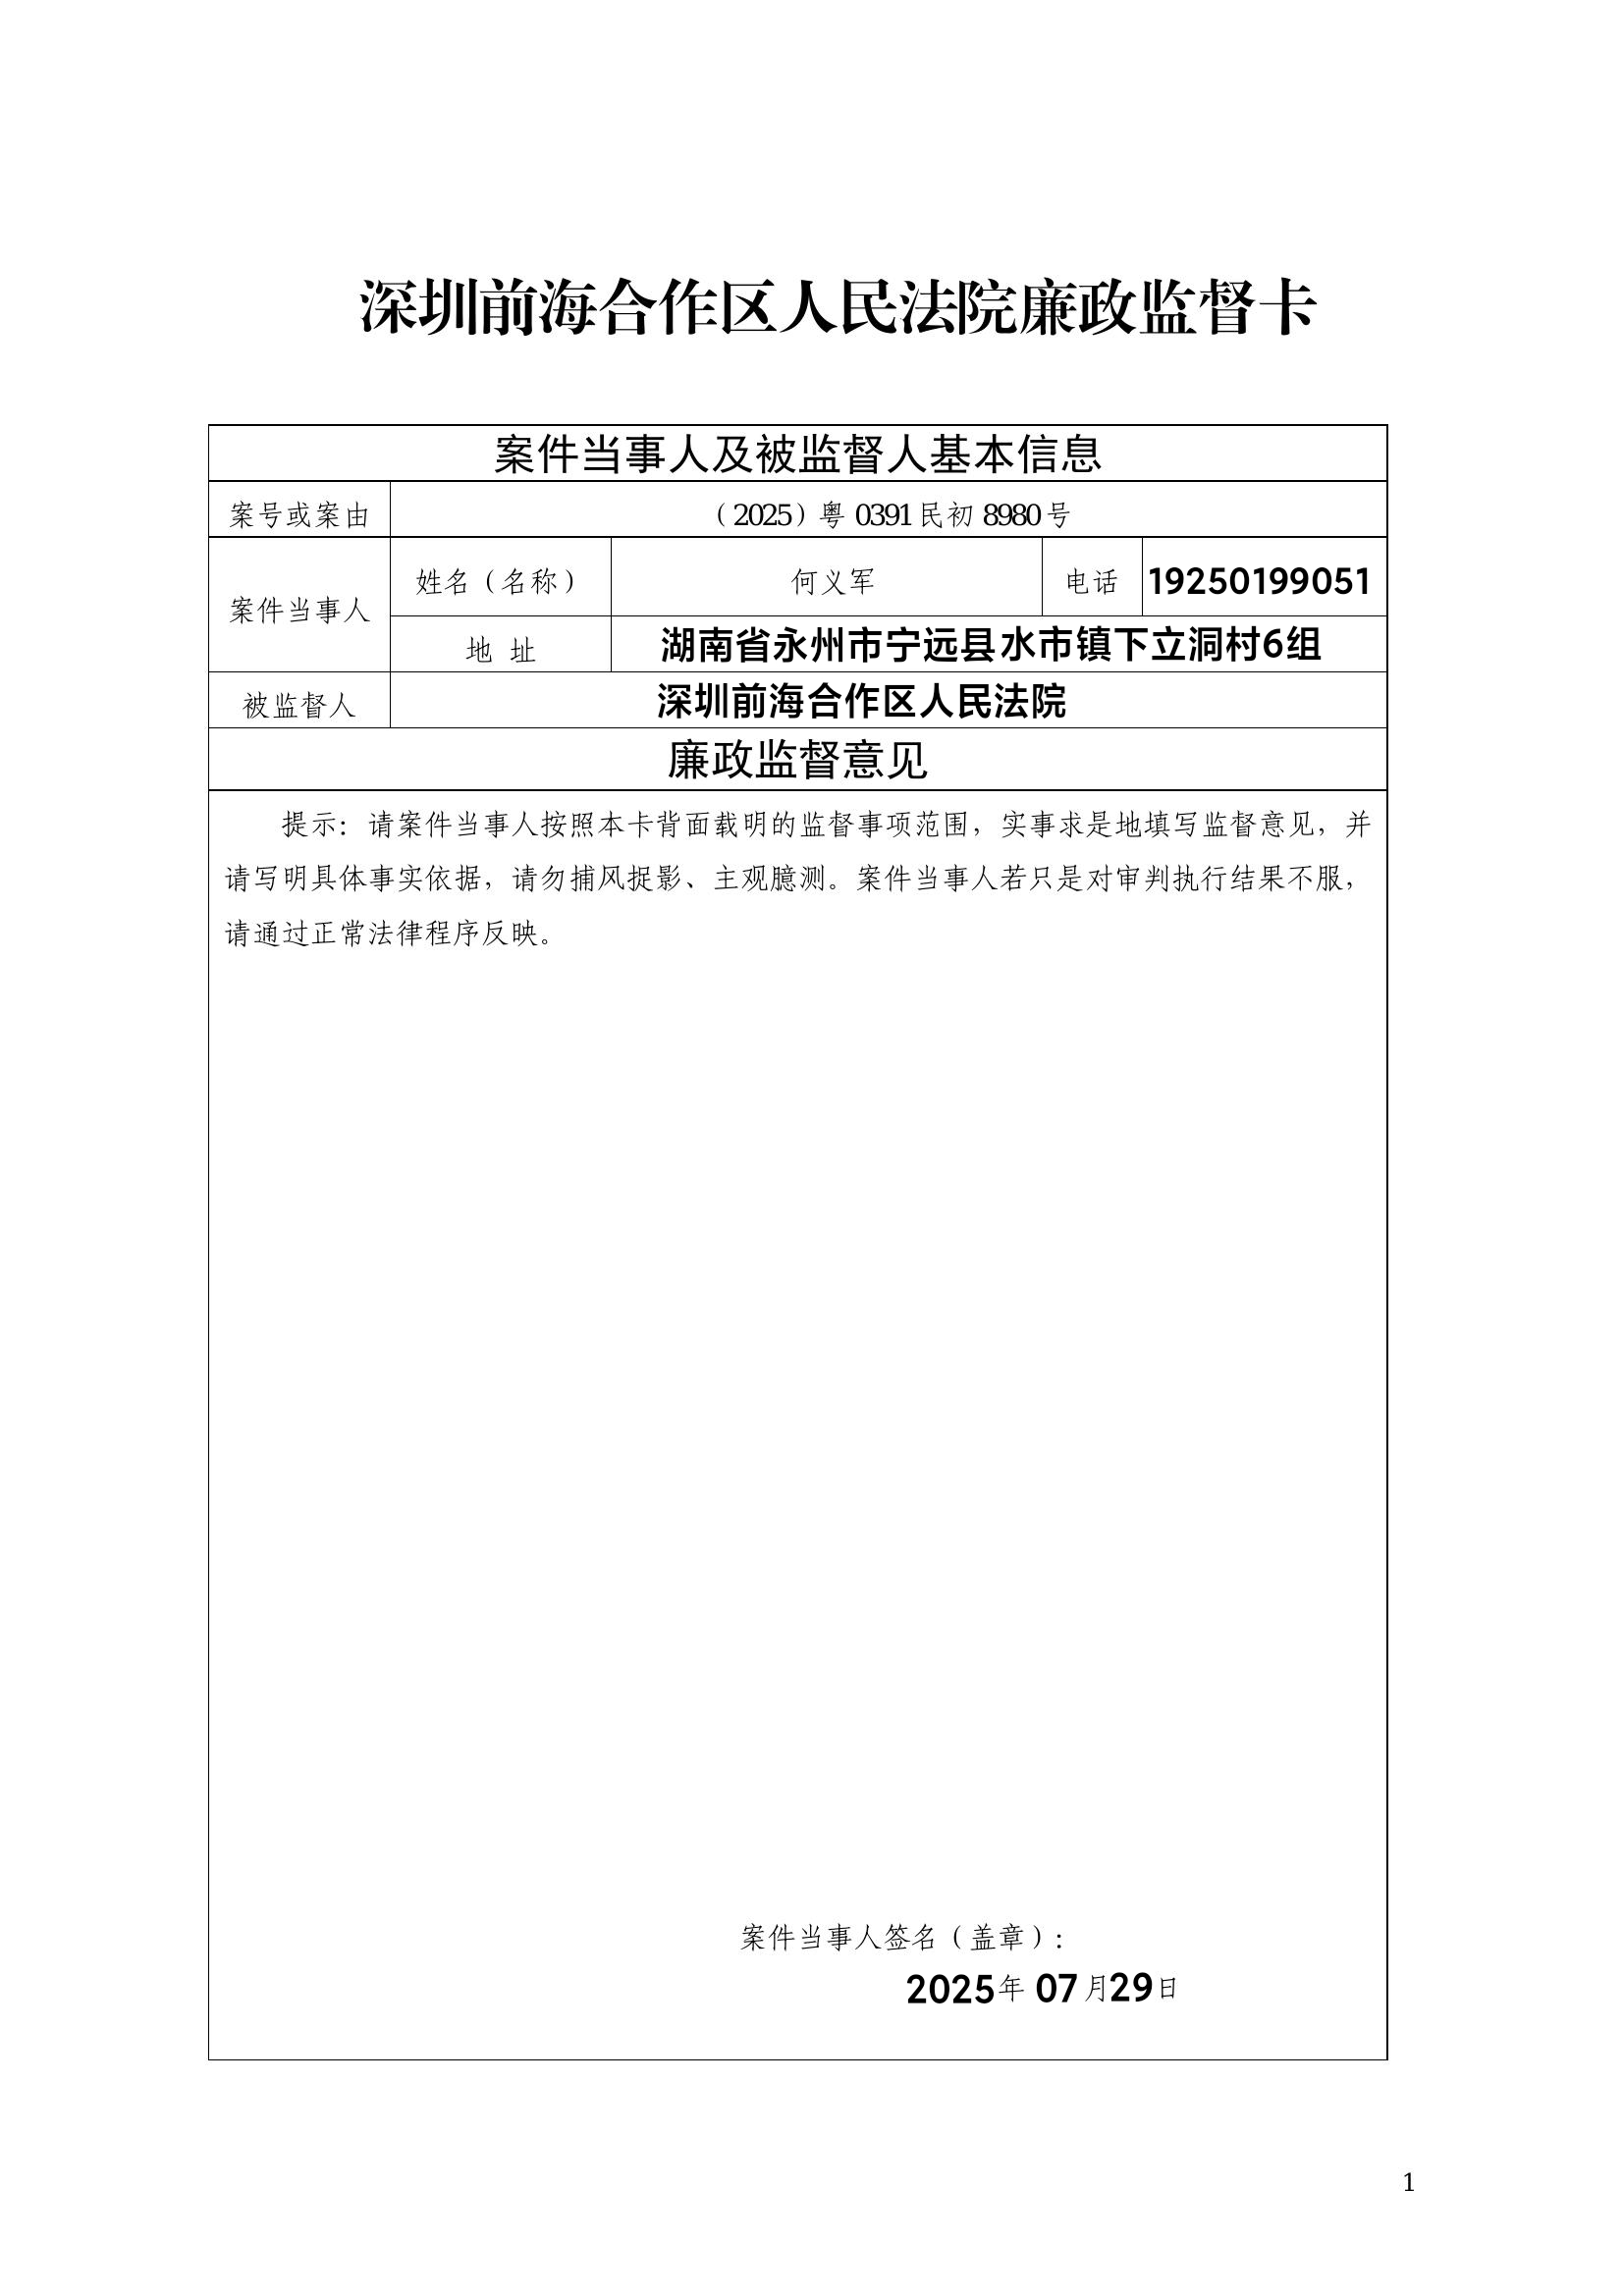 深圳前海合作区人民法院廉政监督卡
案件当事人及被监督人基本信息
案号或案由 （2025）粤 0391 民初 8980 号
案件当事人 姓名（名称） 何义军 电话 19250199051
地 址 湖南省永州市宁远县水市镇下立洞村6组
被监督人 深圳前海合作区人民法院
廉政监督意见
提示：请案件当事人按照本卡背面载明的监督事项范围，实事求是地填写监督意见，并
请写明具体事实依据，请勿捕风捉影、主观臆测。案件当事人若只是对审判执行结果不服，
请通过正常法律程序反映。
案件当事人签名（盖章）:
2025年 07 月29日
1